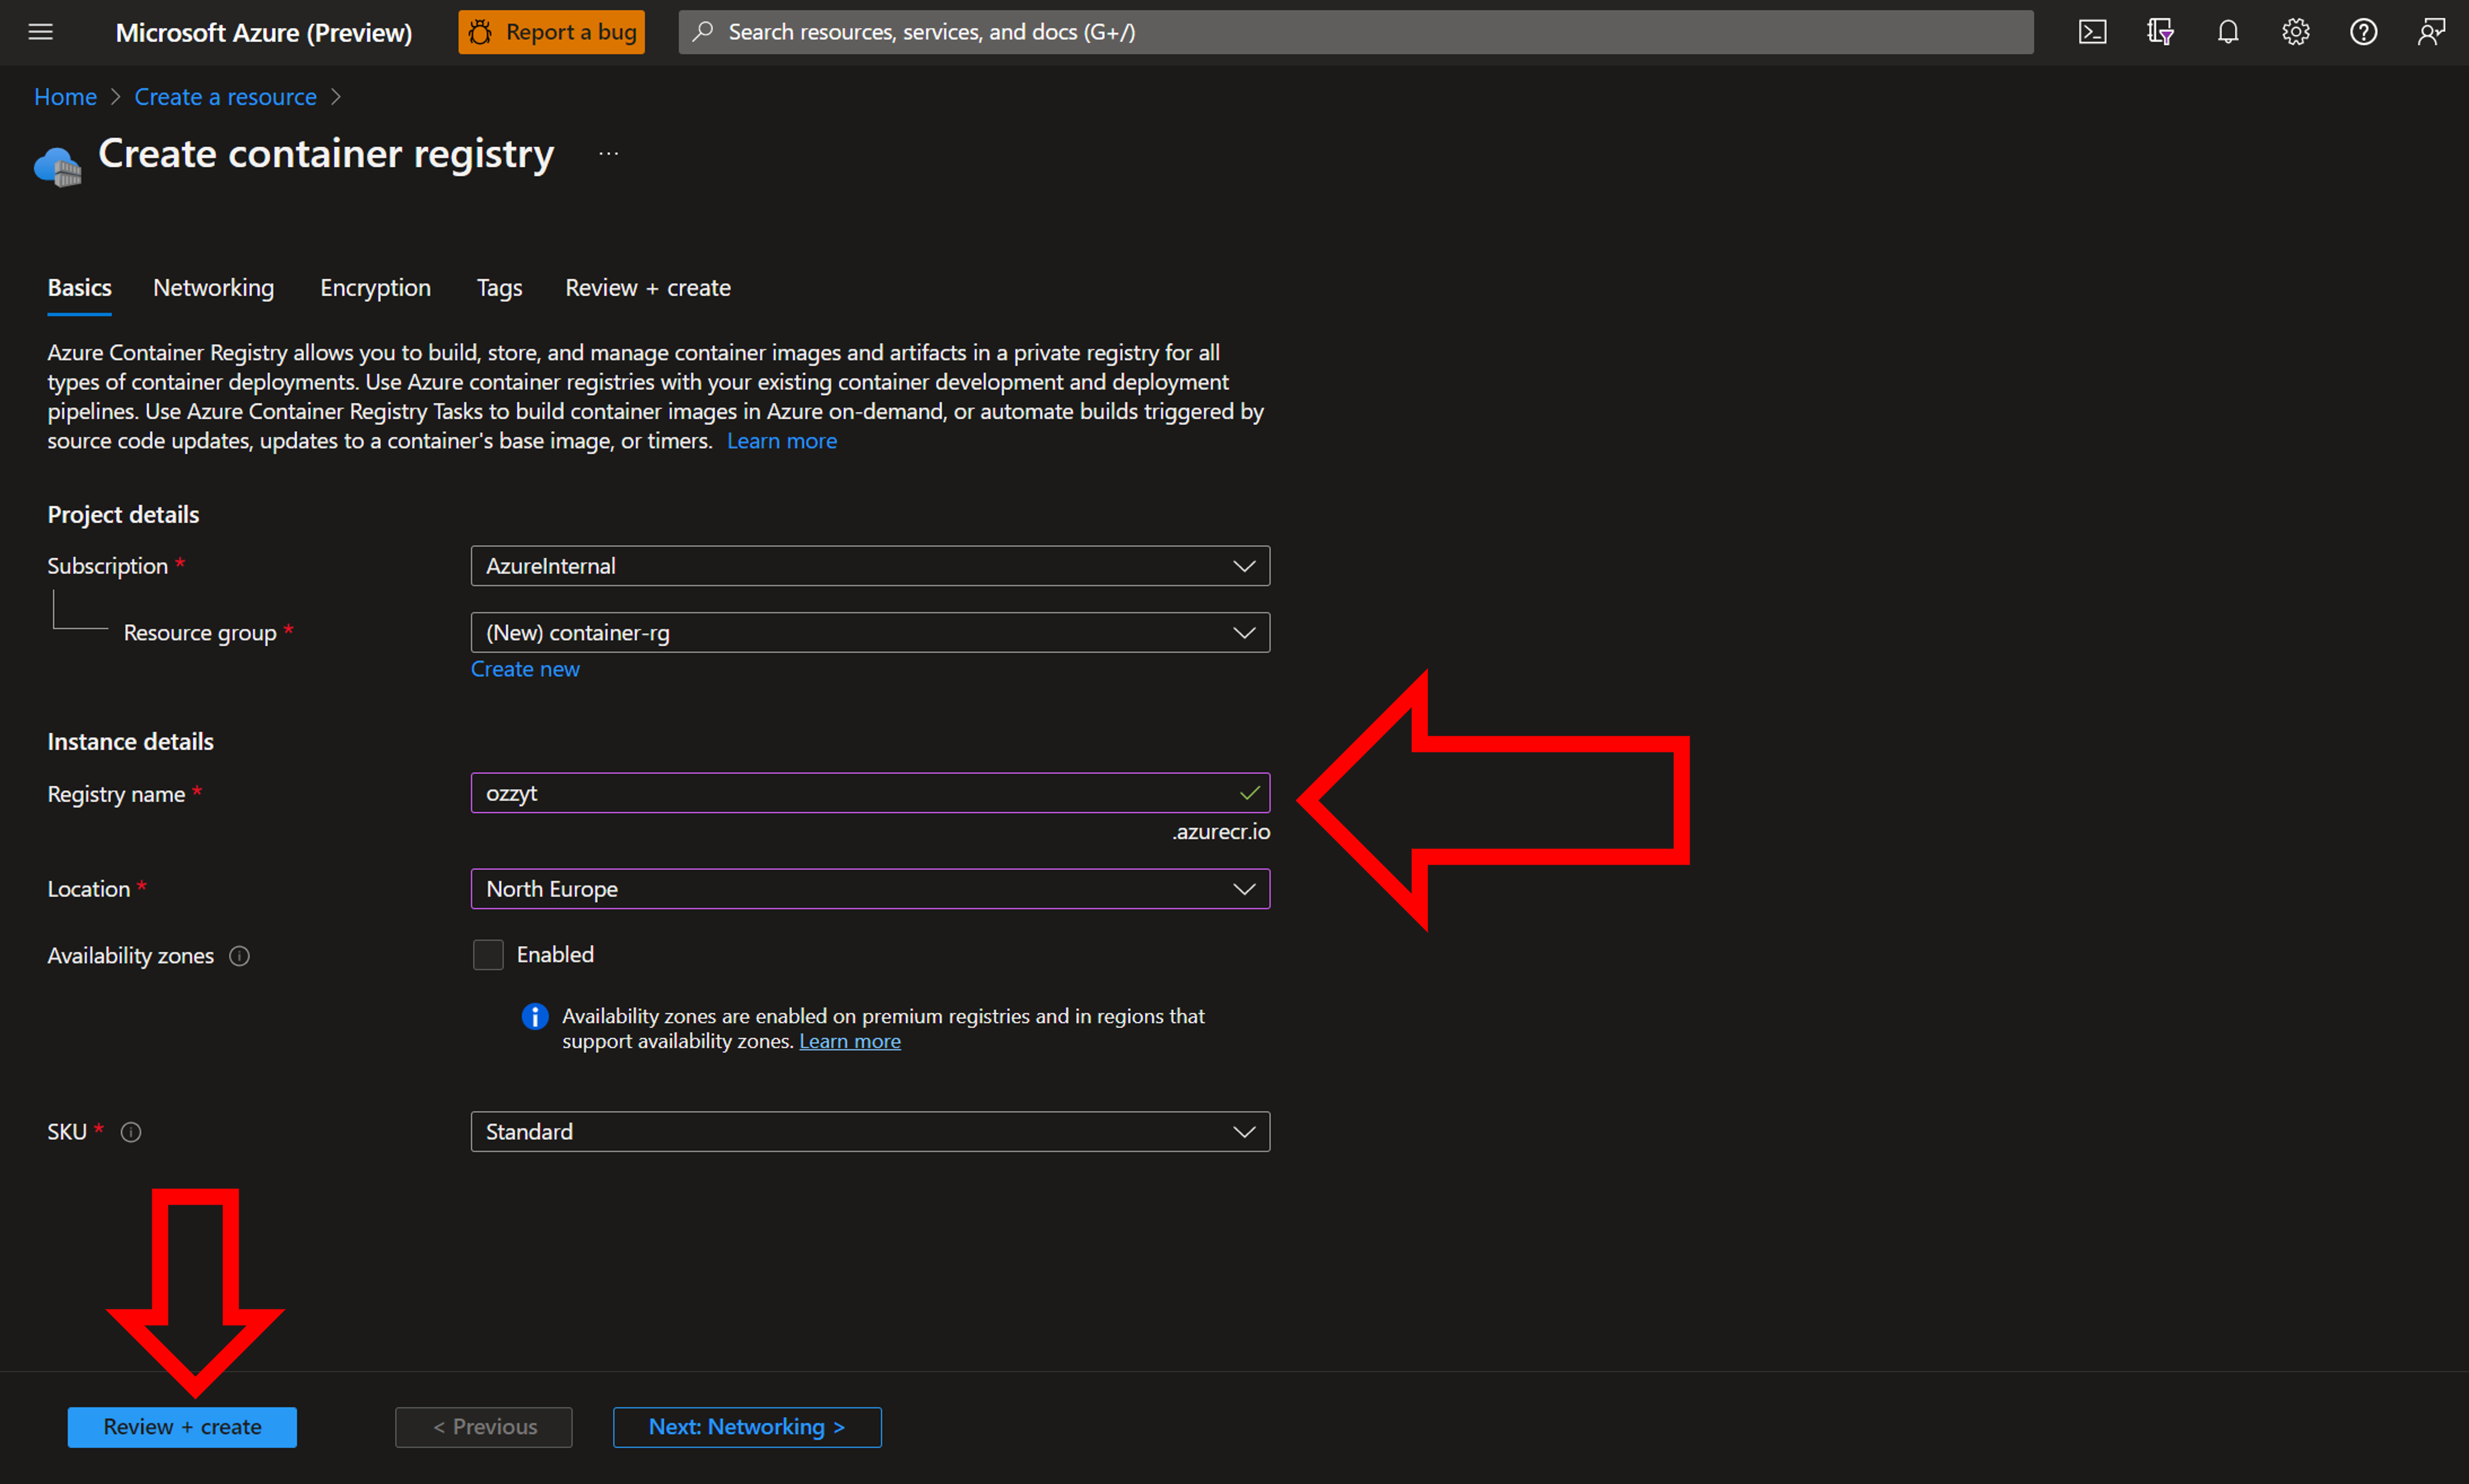 Microsoft Azure (Preview)
Report a bug
Search resources, services, and docs (G+/)
Home > Create a resource >
Create container registry ...
Basics Networking Encryption Tags Review + create
Azure Container Registry allows you to build, store, and manage container images and artifacts in a private registry for all
types of container deployments. Use Azure container registries with your existing container development and deployment
pipelines. Use Azure Container Registry Tasks to build container images in Azure on-demand, or automate builds triggered by
source code updates, updates to a container's base image, or timers. Learn more
Project details
Subscription *
AzureInternal
Resource group *
(New) container-rg
Create new
Instance details
Registry name *
ozzyt
.azurecr.io
Location *
North Europe
Availability zones
Enabled
Availability zones are enabled on premium registries and in regions that
support availability zones. Learn more
SKU *
Standard
Review + create
< Previous
Next: Networking >